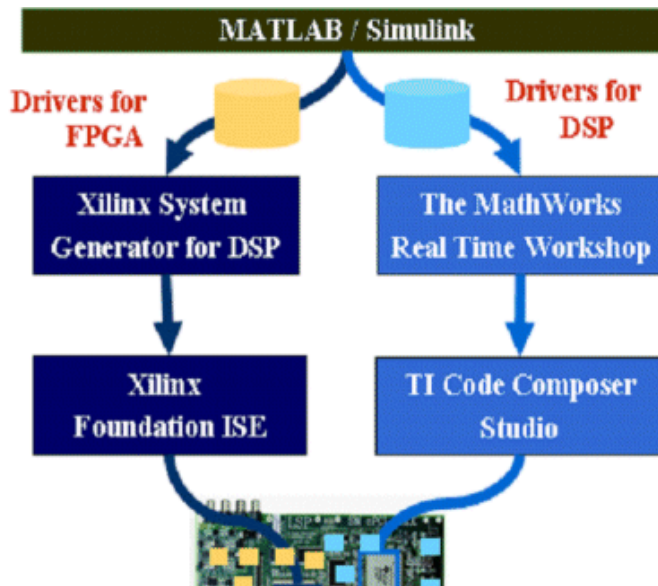 MATLAB / Simulink
Drivers for
FPGA
Drivers for
DSP
Xilinx System
Generator for DSP
The MathWorks
Real Time Workshop
Xilinx
Foundation ISE
TI Code Composer
Studio
LSP